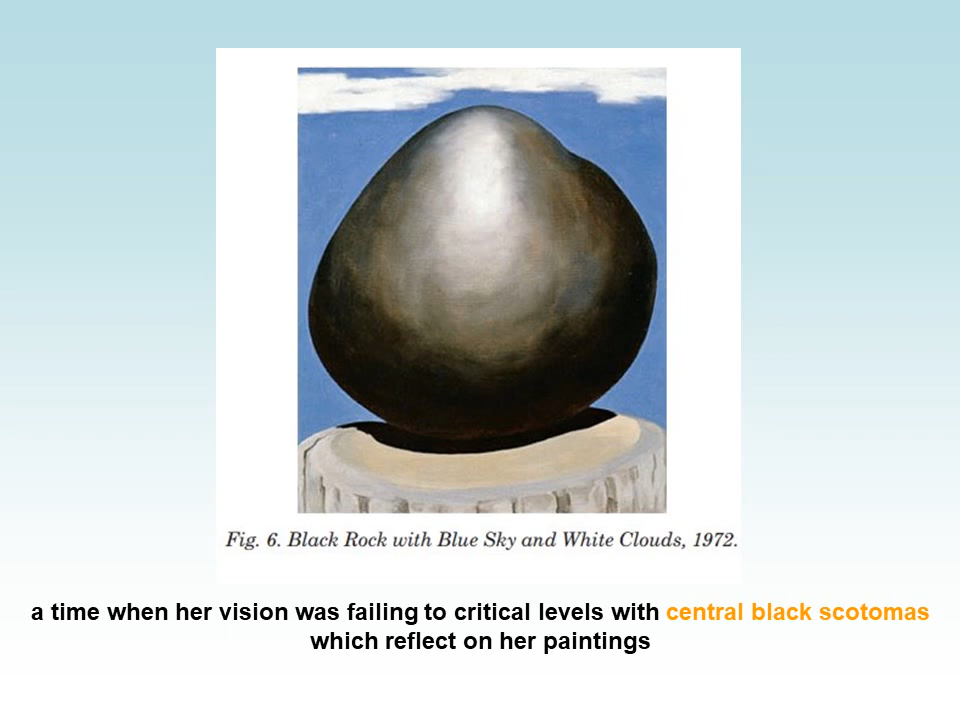 Fig. 6. Black Rock with Blue Sky and White Clouds, 1972.
a time when her vision was failing to critical levels with central black scotomas
which reflect on her paintings